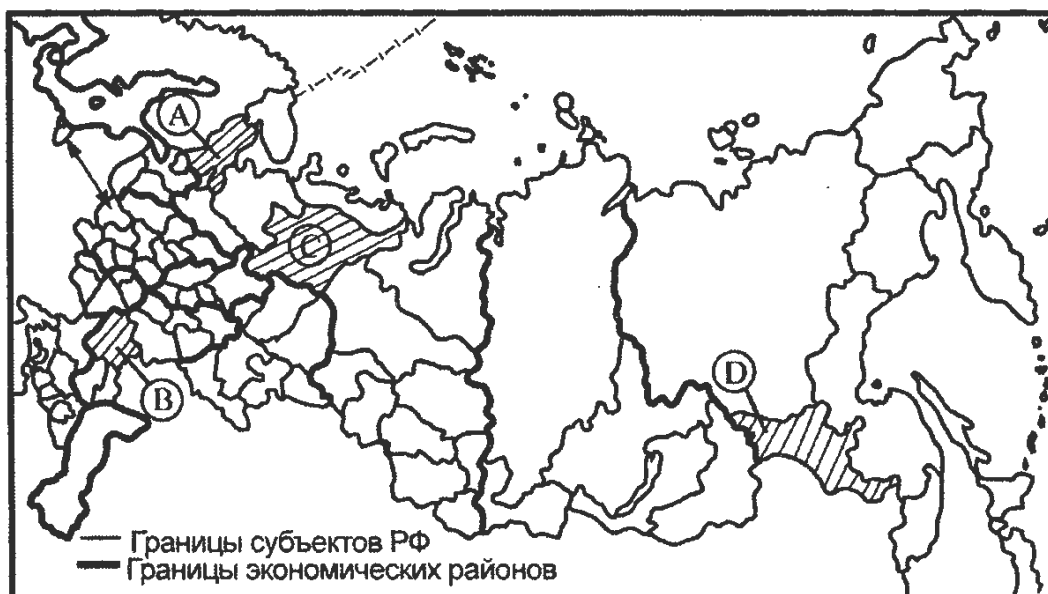 A
C
B
D
Границы субъектов РФ
Границы экономических районов